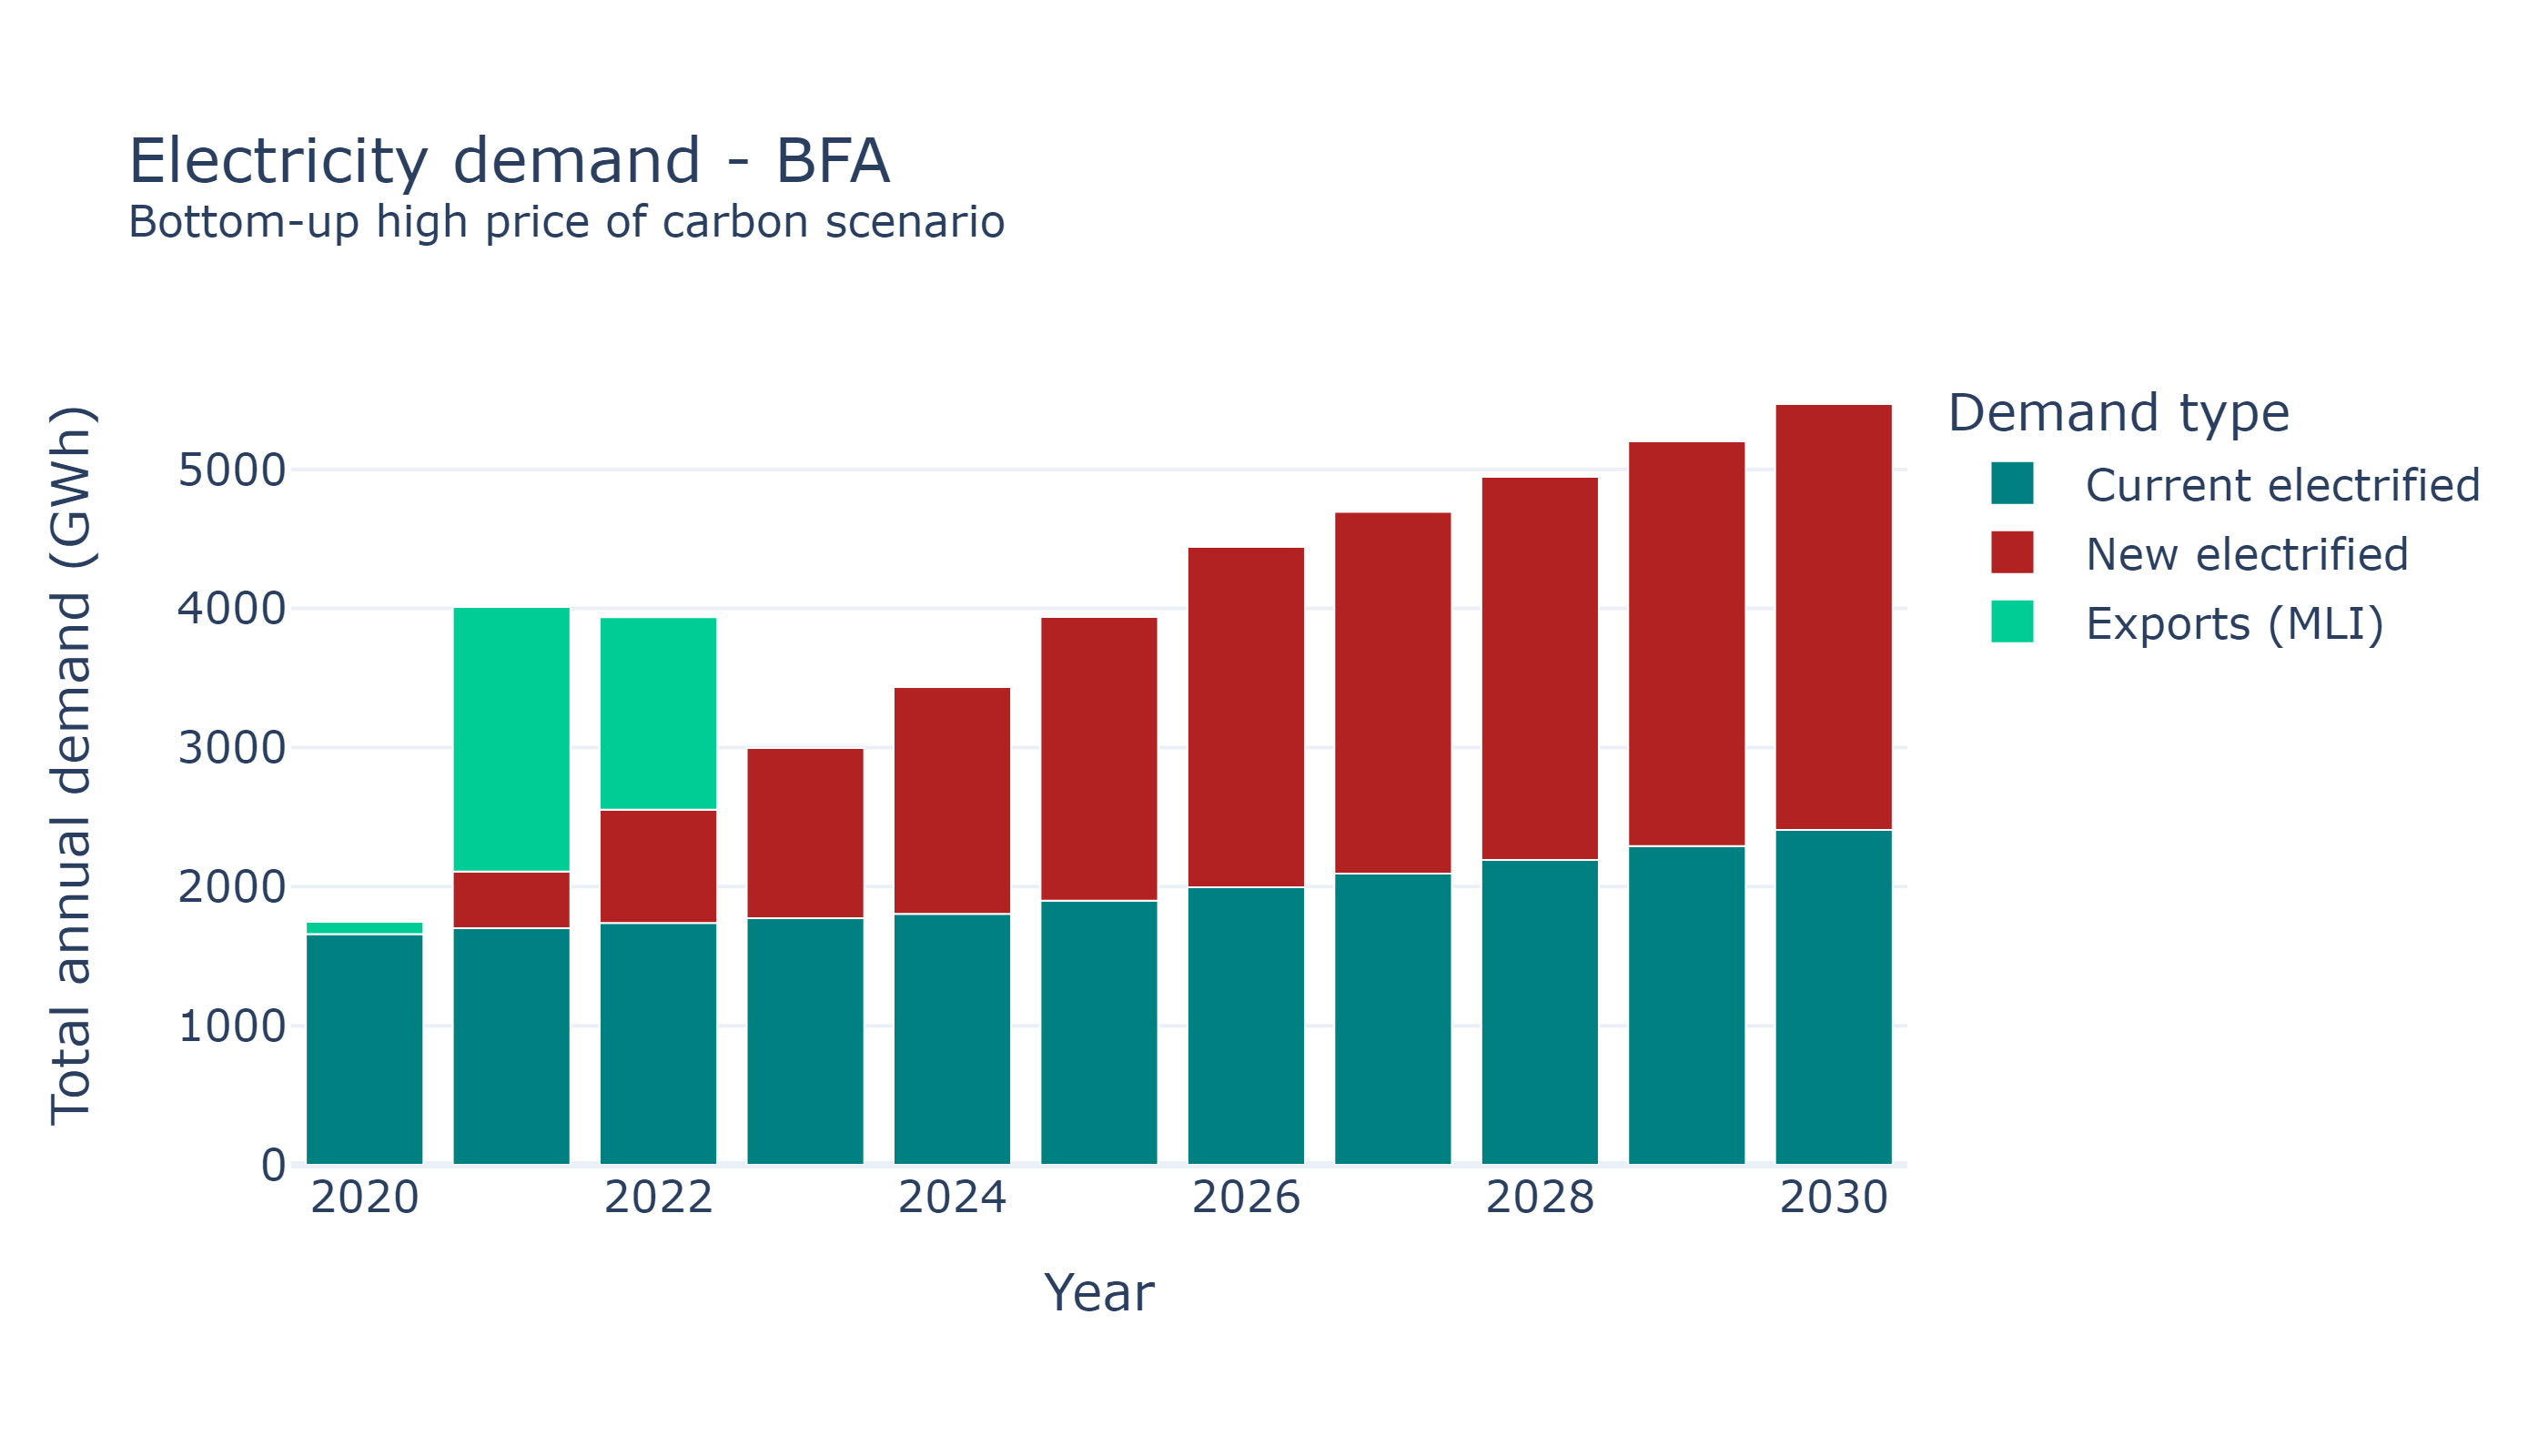 Electricity demand - BFA
Bottom-up high price of carbon scenario
Total annual demand (GWh)
5000
4000
3000
2000
1000
0
2020
2022
2024
2026
2028
2030
Year
Demand type
Current electrified
New electrified
Exports (MLI)